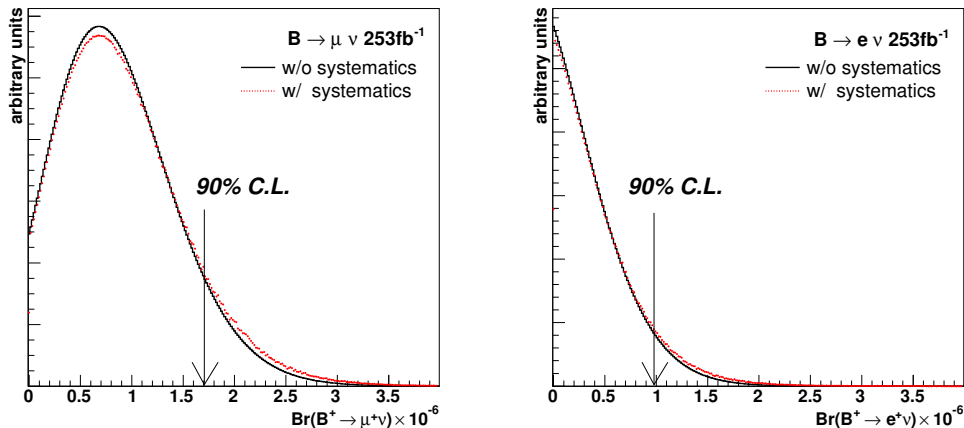 arbitrary units
B → μ ν 253fb⁻¹
w/o systematics
w/ systematics
90% C.L.
0 0.5 1 1.5 2 2.5 3 3.5
Br(B⁺ → μ⁺ν)×10⁻⁶
arbitrary units
B → e ν 253fb⁻¹
w/o systematics
w/ systematics
90% C.L.
0 0.5 1 1.5 2 2.5 3 3.5
Br(B⁺ → e⁺ν)×10⁻⁶